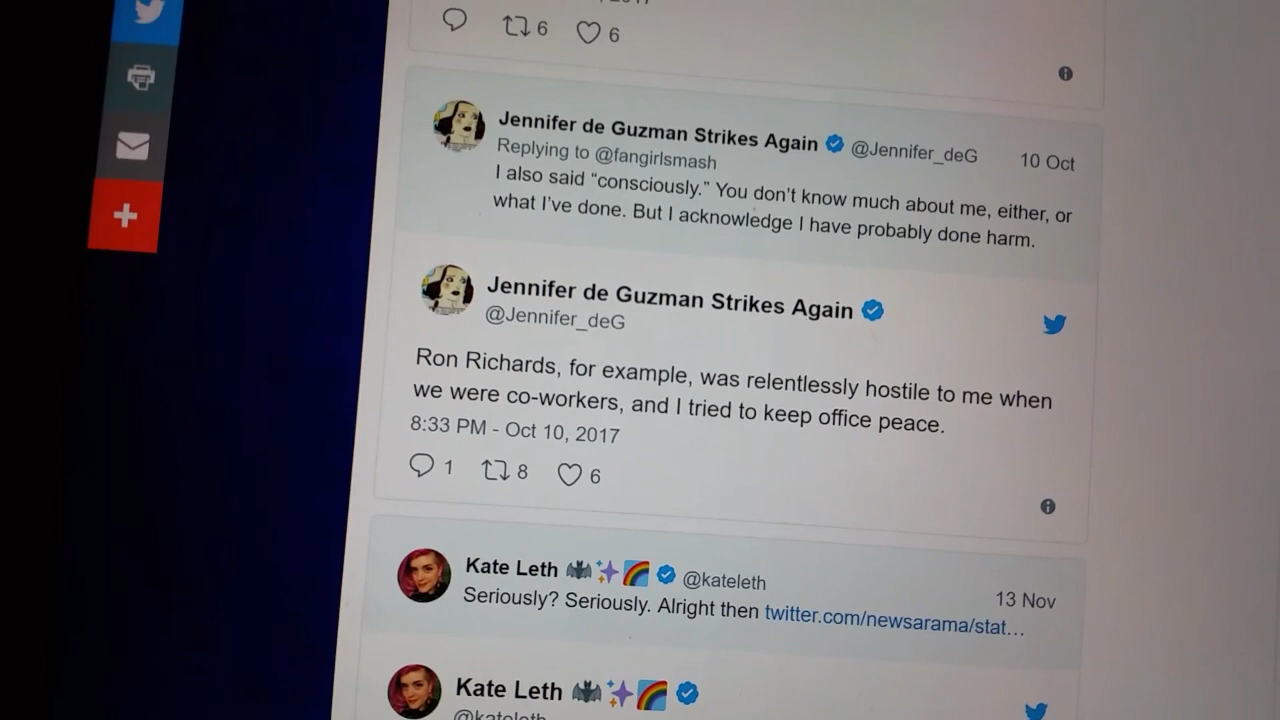 6 6
Jennifer de Guzman Strikes Again @Jennifer_deG 10 Oct
Replying to @fangirlsmash
I also said “consciously.” You don’t know much about me, either, or
what I’ve done. But I acknowledge I have probably done harm.
Jennifer de Guzman Strikes Again
@Jennifer_deG
Ron Richards, for example, was relentlessly hostile to me when
we were co-workers, and I tried to keep office peace.
8:33 PM - Oct 10, 2017
1 8 6
Kate Leth 🦇✨🌈 @kateleth 13 Nov
Seriously? Seriously. Alright then twitter.com/newsarama/stat…
Kate Leth 🦇✨🌈
@kateleth